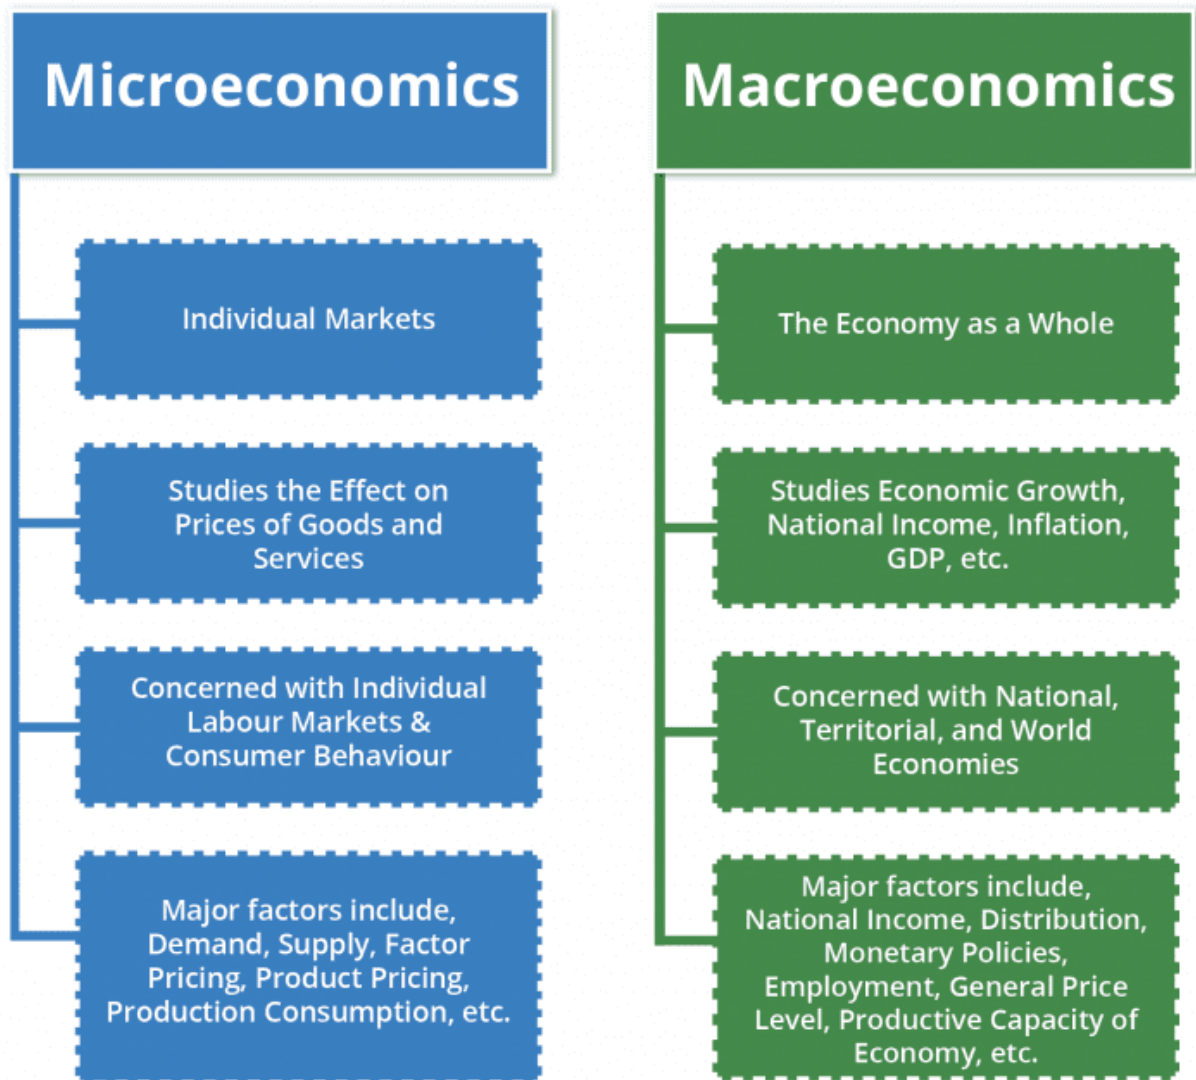 Microeconomics
Individual Markets
Studies the Effect on
Prices of Goods and
Services
Concerned with Individual
Labour Markets &
Consumer Behaviour
Major factors include,
Demand, Supply, Factor
Pricing, Product Pricing,
Production Consumption, etc.
Macroeconomics
The Economy as a Whole
Studies Economic Growth,
National Income, Inflation,
GDP, etc.
Concerned with National,
Territorial, and World
Economies
Major factors include,
National Income, Distribution,
Monetary Policies,
Employment, General Price
Level, Productive Capacity of
Economy, etc.